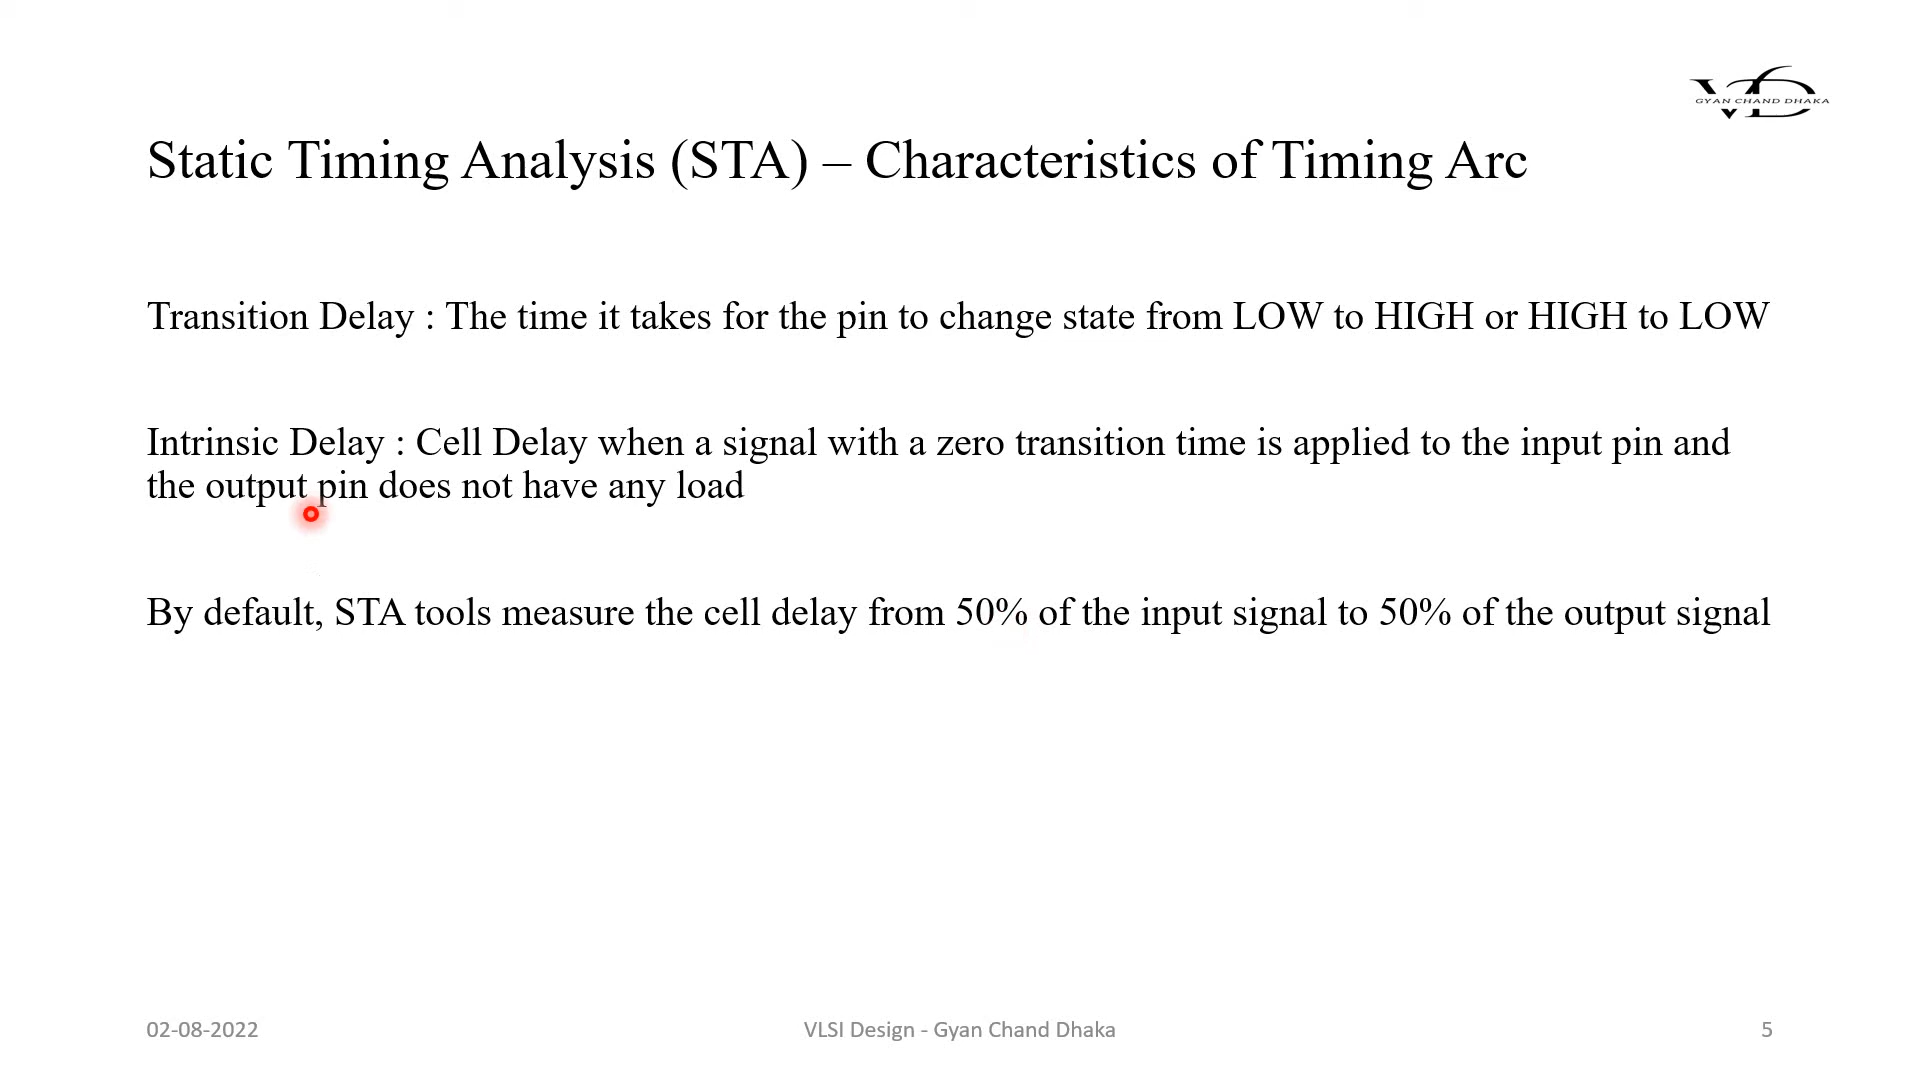 GYAN CHAND DHAKA
Static Timing Analysis (STA) – Characteristics of Timing Arc
Transition Delay : The time it takes for the pin to change state from LOW to HIGH or HIGH to LOW
Intrinsic Delay : Cell Delay when a signal with a zero transition time is applied to the input pin and
the output pin does not have any load
By default, STA tools measure the cell delay from 50% of the input signal to 50% of the output signal
02-08-2022
VLSI Design - Gyan Chand Dhaka
5